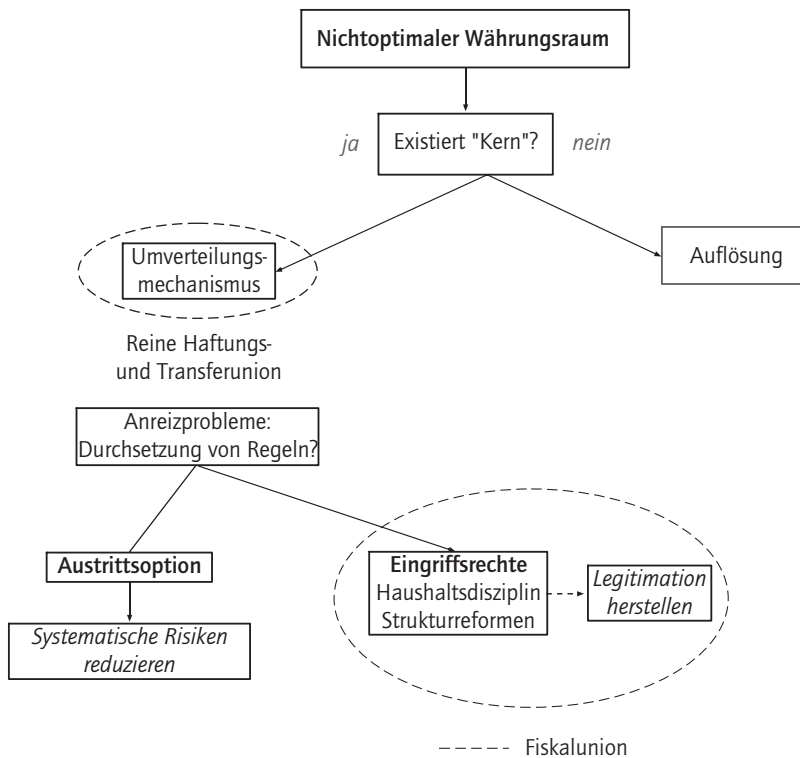 Nichtoptimaler Währungsraum
ja
Existiert "Kern"?
nein
Umverteilungs-
mechanismus
Auflösung
Reine Haftungs-
und Transferunion
Anreizprobleme:
Durchsetzung von Regeln?
Austrittsoption
Eingriffsrechte
Haushaltsdisziplin
Strukturreformen
Legitimation
herstellen
Systematische Risiken
reduzieren
Fiskalunion